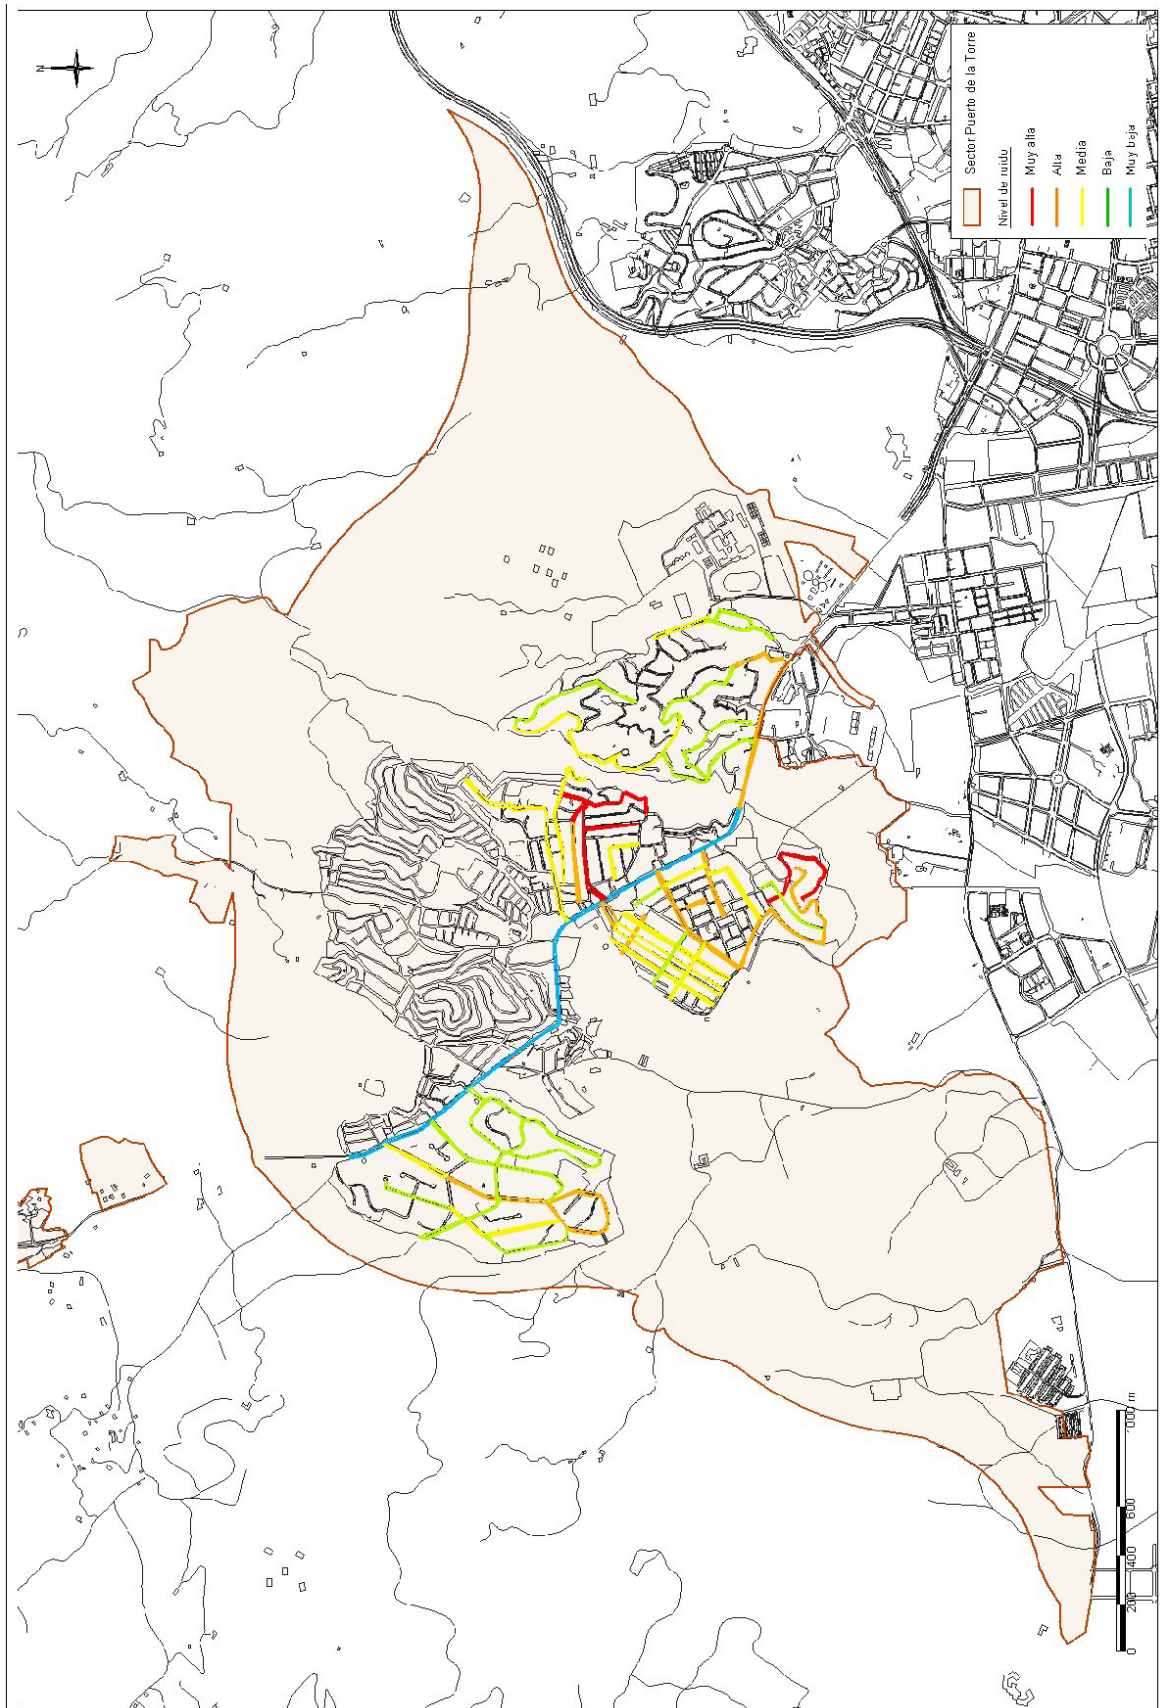 N
Sector Puerto de la Torre
Nivel de ruido
Muy alta
Alta
Media
Baja
Muy baja
0 200 400 600 1000 m